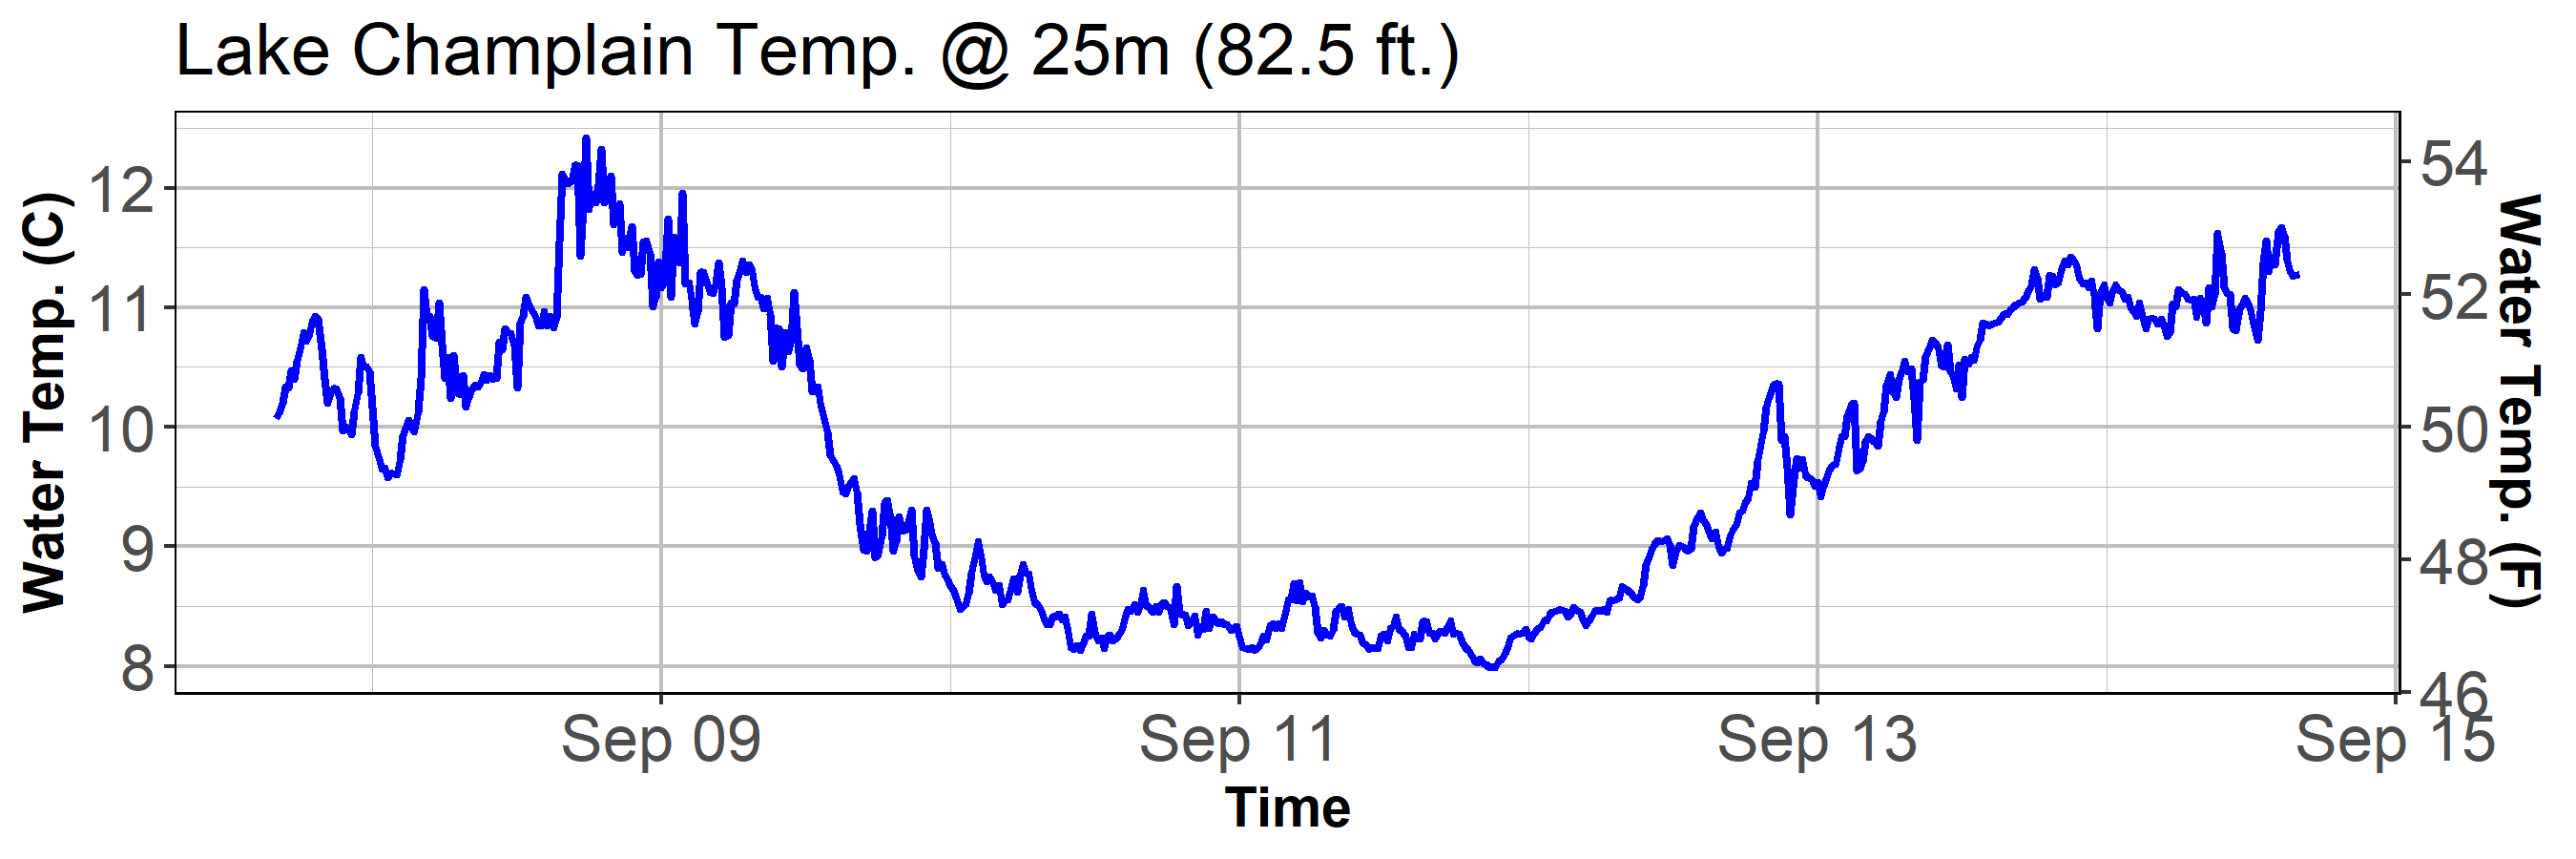 Lake Champlain Temp. @ 25m (82.5 ft.)
Water Temp. (C)
12
11
10
9
8
54
52
50
48
46
Water Temp. (F)
Sep 09
Sep 11
Sep 13
Sep 15
Time